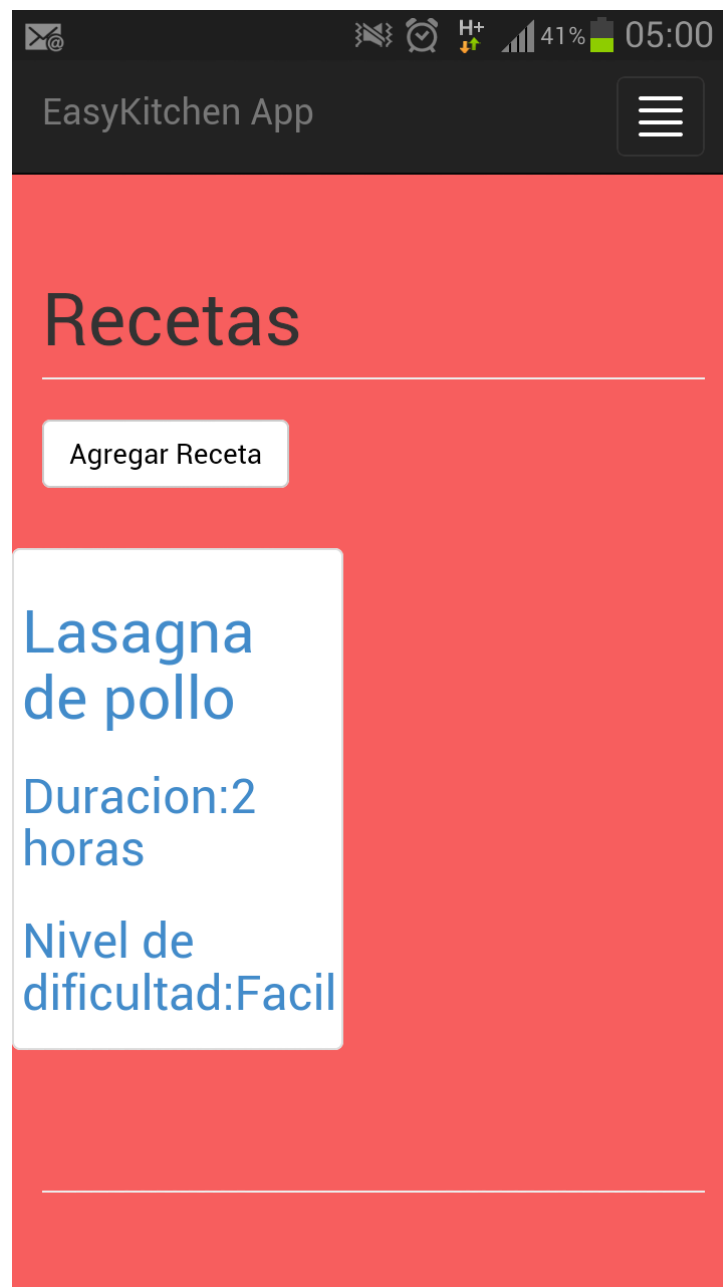 H+ 41% 05:00
EasyKitchen App
Recetas
Agregar Receta
Lasagna
de pollo
Duracion:2
horas
Nivel de
dificultad:Facil